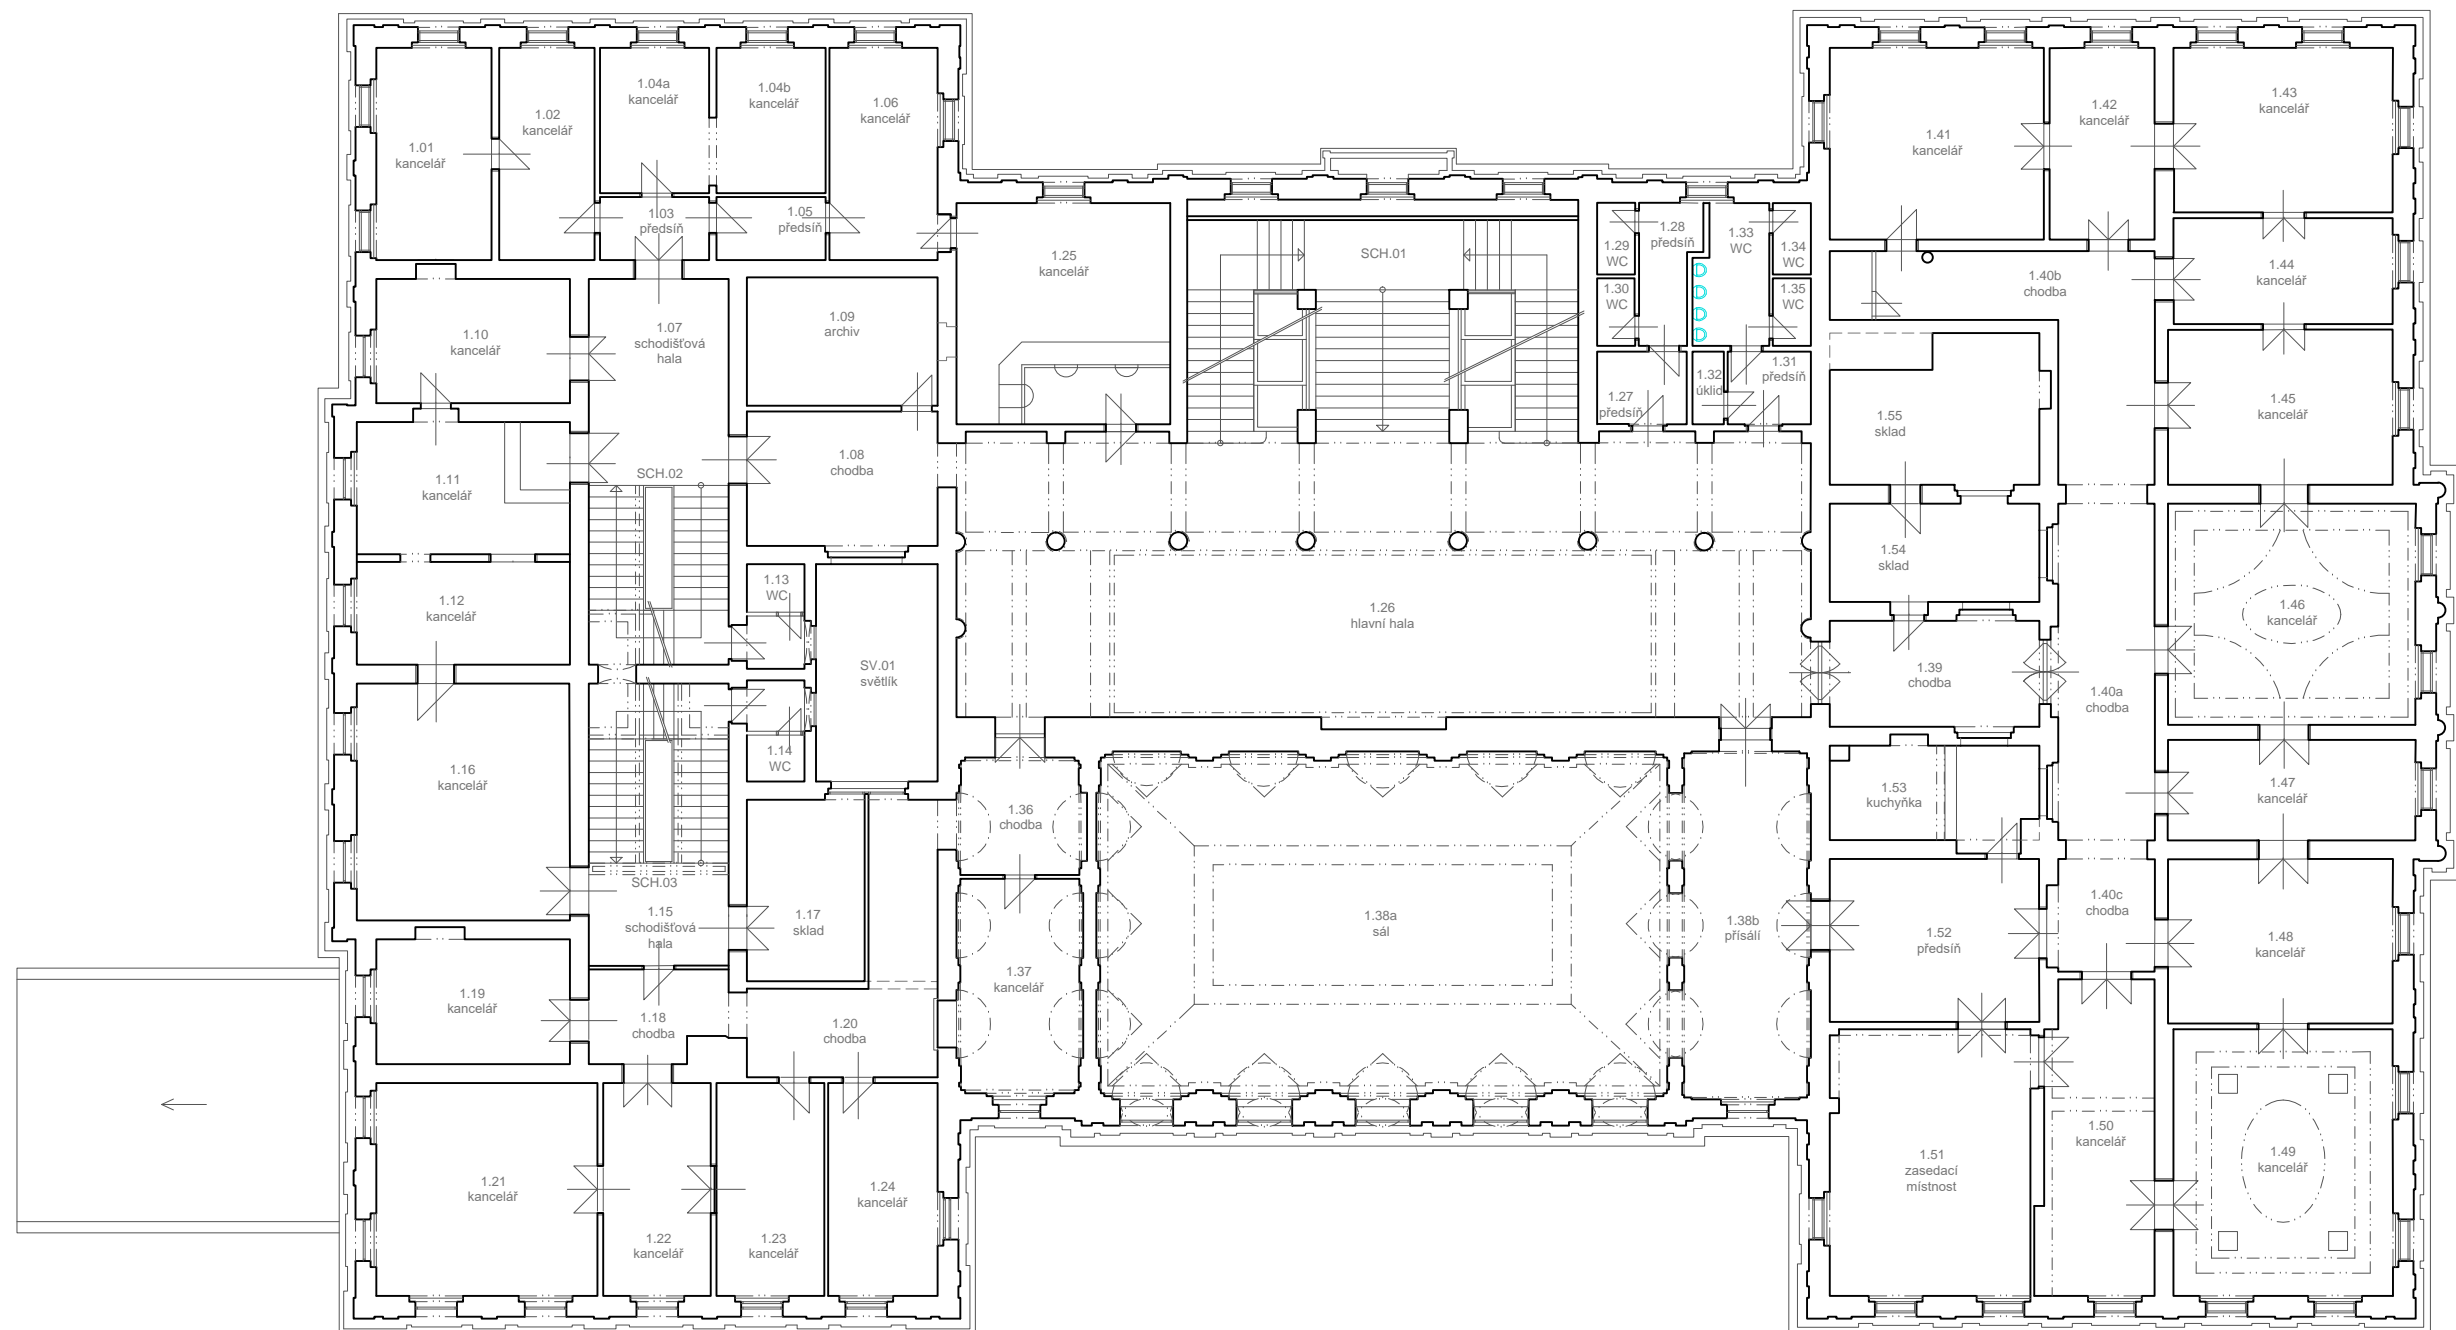 1.01
kancelář
1.02
kancelář
1.04a
kancelář
1.04b
kancelář
1.06
kancelář
1.03
předsíň
1.05
předsíň
1.10
kancelář
1.07
schodišťová
hala
1.09
archiv
1.25
kancelář
SCH.01
1.29
WC
1.28
předsíň
1.33
WC
1.34
WC
1.30
WC
1.35
WC
1.27
předsíň
1.32
úklid
1.31
předsíň
1.41
kancelář
1.42
kancelář
1.43
kancelář
1.40b
chodba
1.44
kancelář
1.45
kancelář
1.55
sklad
1.11
kancelář
SCH.02
1.08
chodba
1.12
kancelář
1.13
WC
SV.01
světlík
1.14
WC
1.26
hlavní hala
1.54
sklad
1.39
chodba
1.40a
chodba
1.46
kancelář
1.16
kancelář
SCH.03
1.15
schodišťová
hala
1.17
sklad
1.36
chodba
1.37
kancelář
1.38a
sál
1.38b
přísálí
1.53
kuchyňka
1.47
kancelář
1.52
předsíň
1.40c
chodba
1.48
kancelář
1.19
kancelář
1.18
chodba
1.20
chodba
1.21
kancelář
1.22
kancelář
1.23
kancelář
1.24
kancelář
1.51
zasedací
místnost
1.50
kancelář
1.49
kancelář